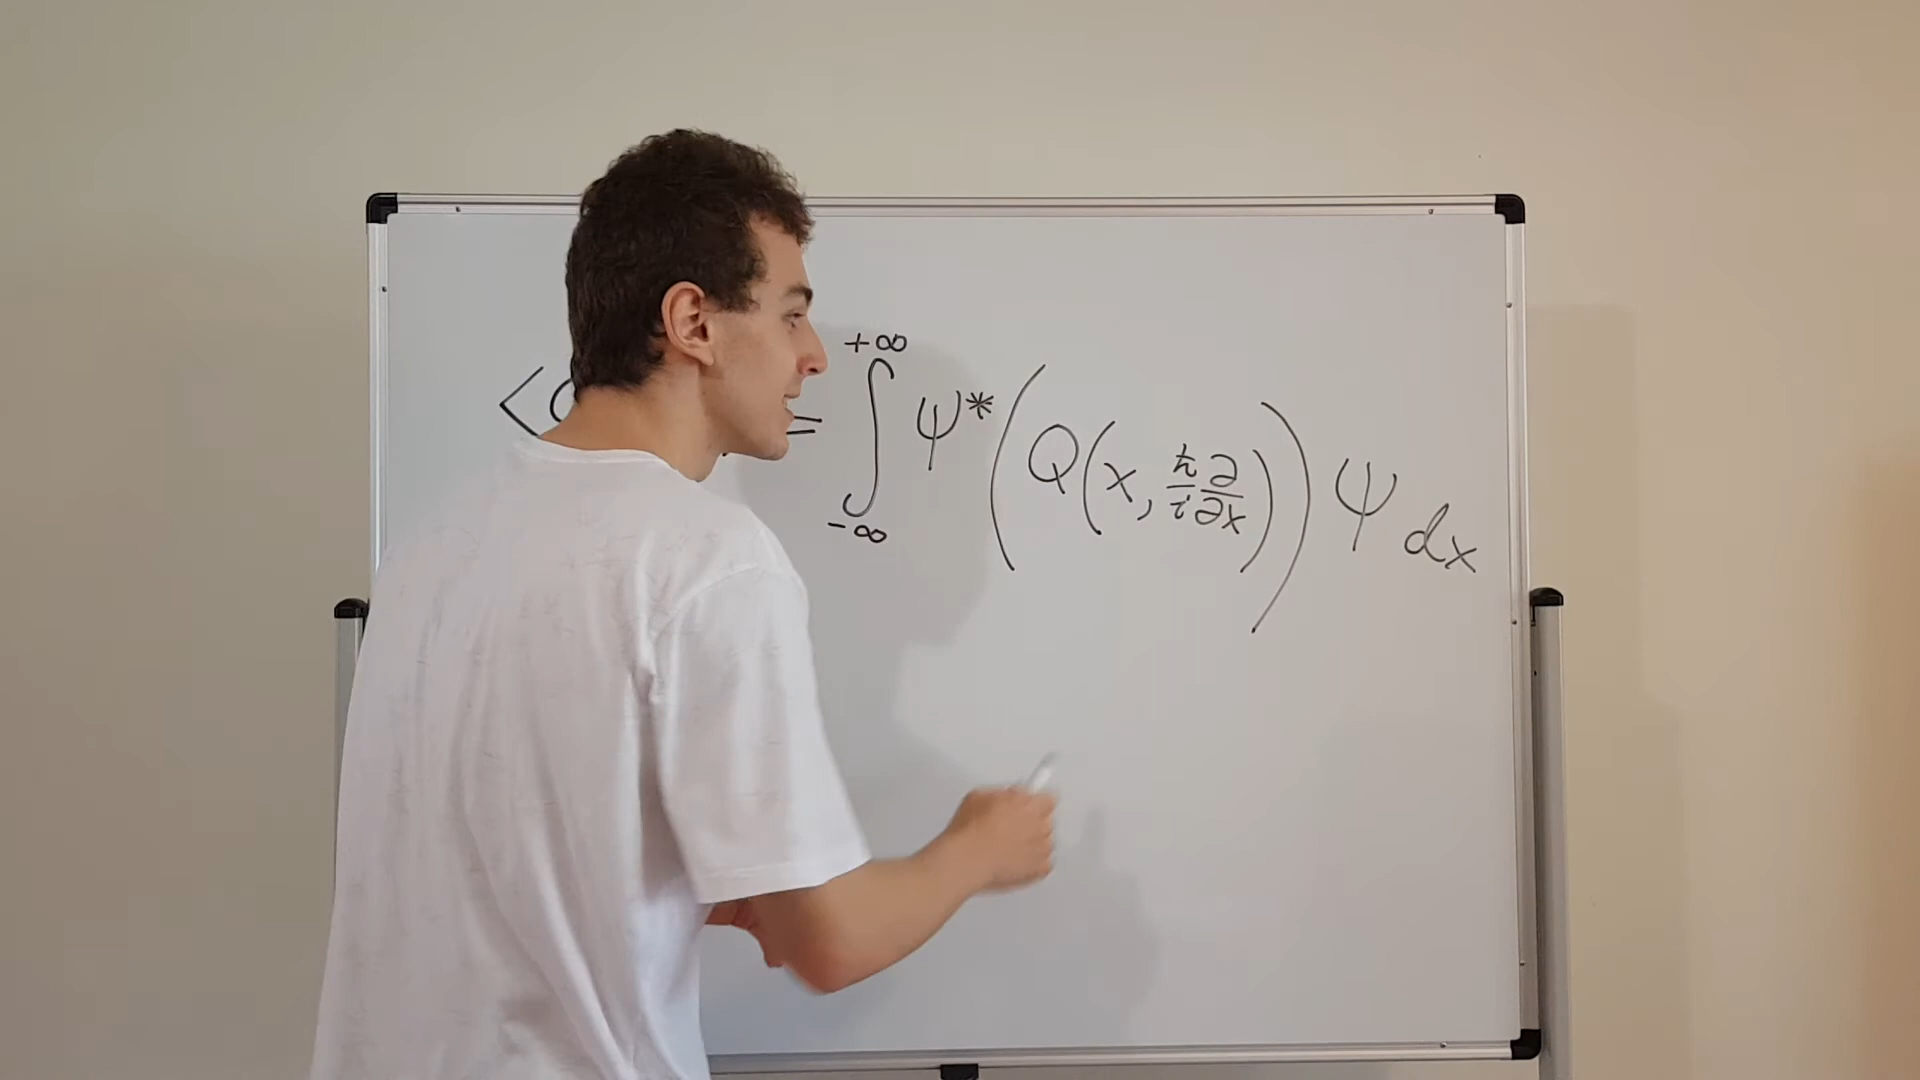 = ∫_{-∞}^{+∞} ψ* (Q(x, ħ/i ∂/∂x)) ψ dx